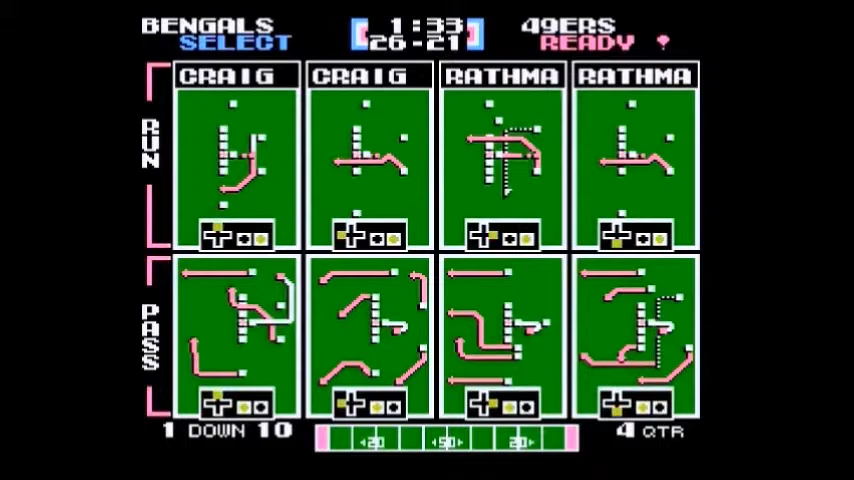 BENGALS 1:33 49ERS
SELECT 26-21 READY
CRAIG CRAIG RATHMA RATHMA
RUN
PASS
1 DOWN 10 4 QTR
20 50 20